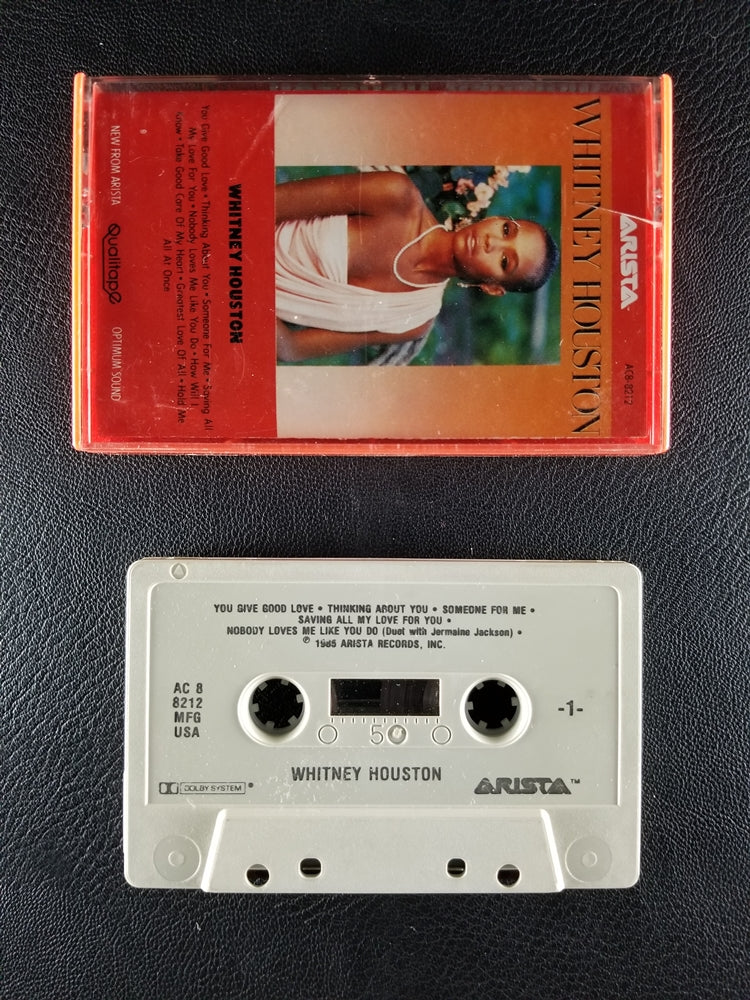 ARISTA
AC8-8212
WHITNEY HOUSTON
WHITNEY HOUSTON
You Give Good Love • Thinking About You • Someone For Me • Saving All
My Love For You • Nobody Loves Me Like You Do • How Will I
Know • Take Good Care Of My Heart • Greatest Love Of All • Hold Me
All At Once
NEW FROM ARISTA
Qualitape
OPTIMUM SOUND
YOU GIVE GOOD LOVE • THINKING ABOUT YOU • SOMEONE FOR ME •
SAVING ALL MY LOVE FOR YOU •
NOBODY LOVES ME LIKE YOU DO (Duet with Jermaine Jackson) •
℗ 1985 ARISTA RECORDS, INC.
AC 8
8212
MFG
USA
-1-
50
WHITNEY HOUSTON
DOLBY SYSTEM ®
ARISTA™